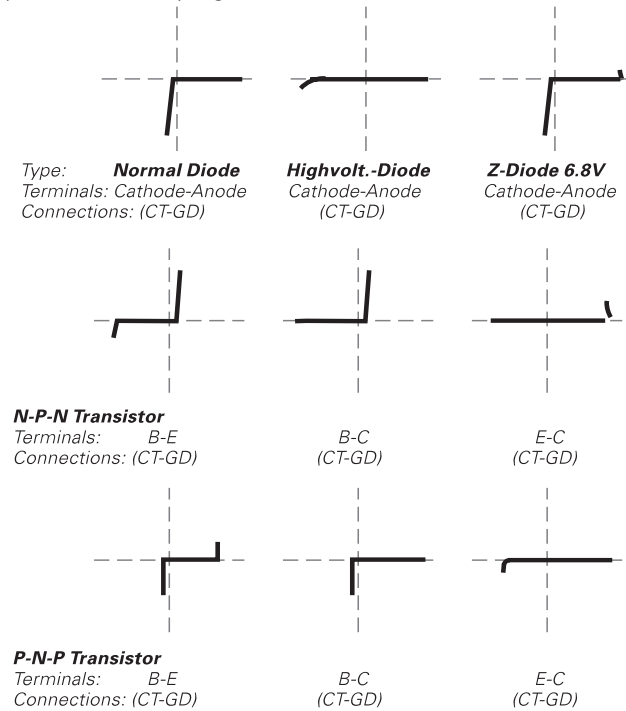 Type: Normal Diode Highvolt.-Diode Z-Diode 6.8V
Terminals: Cathode-Anode Cathode-Anode Cathode-Anode
Connections: (CT-GD) (CT-GD) (CT-GD)
N-P-N Transistor
Terminals: B-E B-C E-C
Connections: (CT-GD) (CT-GD) (CT-GD)
P-N-P Transistor
Terminals: B-E B-C E-C
Connections: (CT-GD) (CT-GD) (CT-GD)